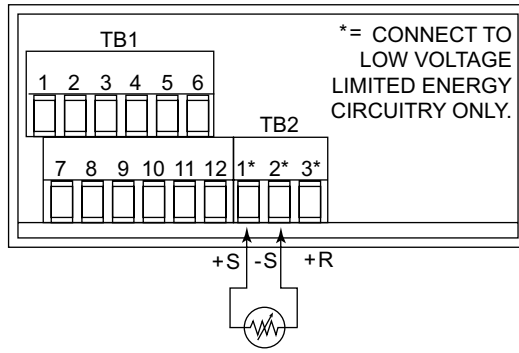 TB1
*= CONNECT TO
LOW VOLTAGE
LIMITED ENERGY
CIRCUITRY ONLY.
1 2 3 4 5 6
TB2
7 8 9 10 11 12 1* 2* 3*
+S -S +R